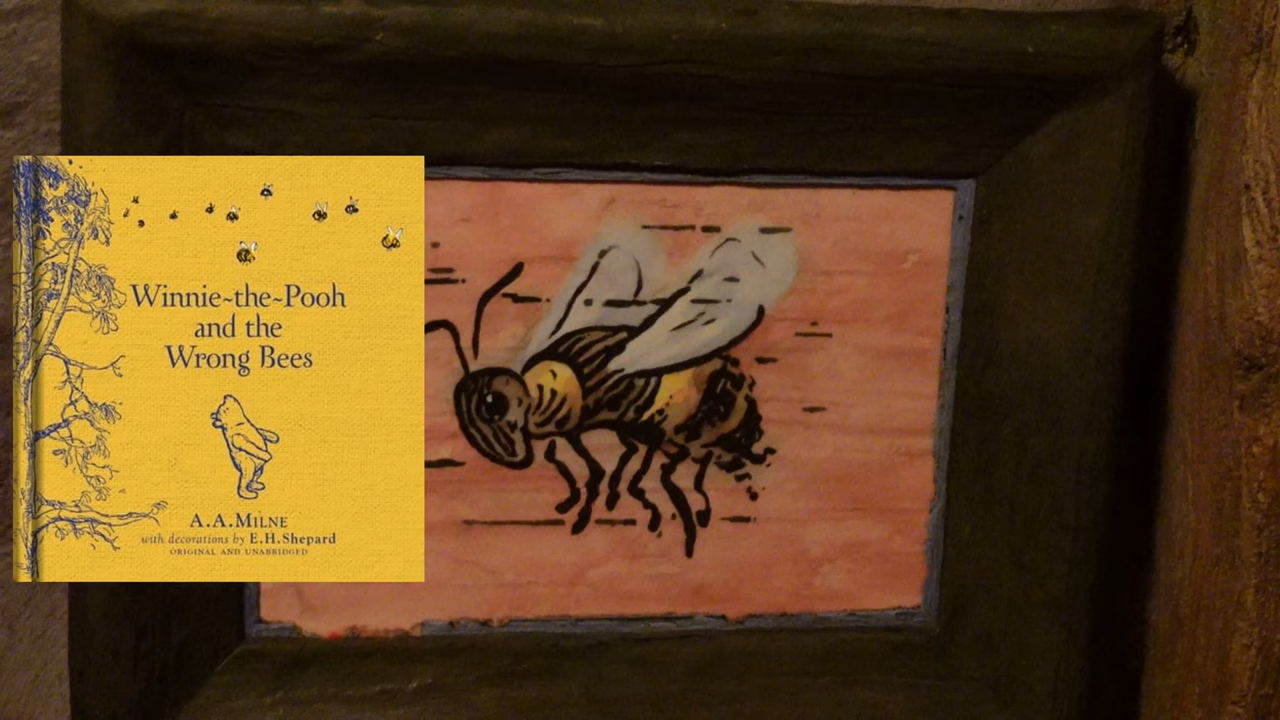 Winnie~the~Pooh
and the
Wrong Bees
A.A.MILNE
with decorations by E.H.Shepard
ORIGINAL AND UNABRIDGED